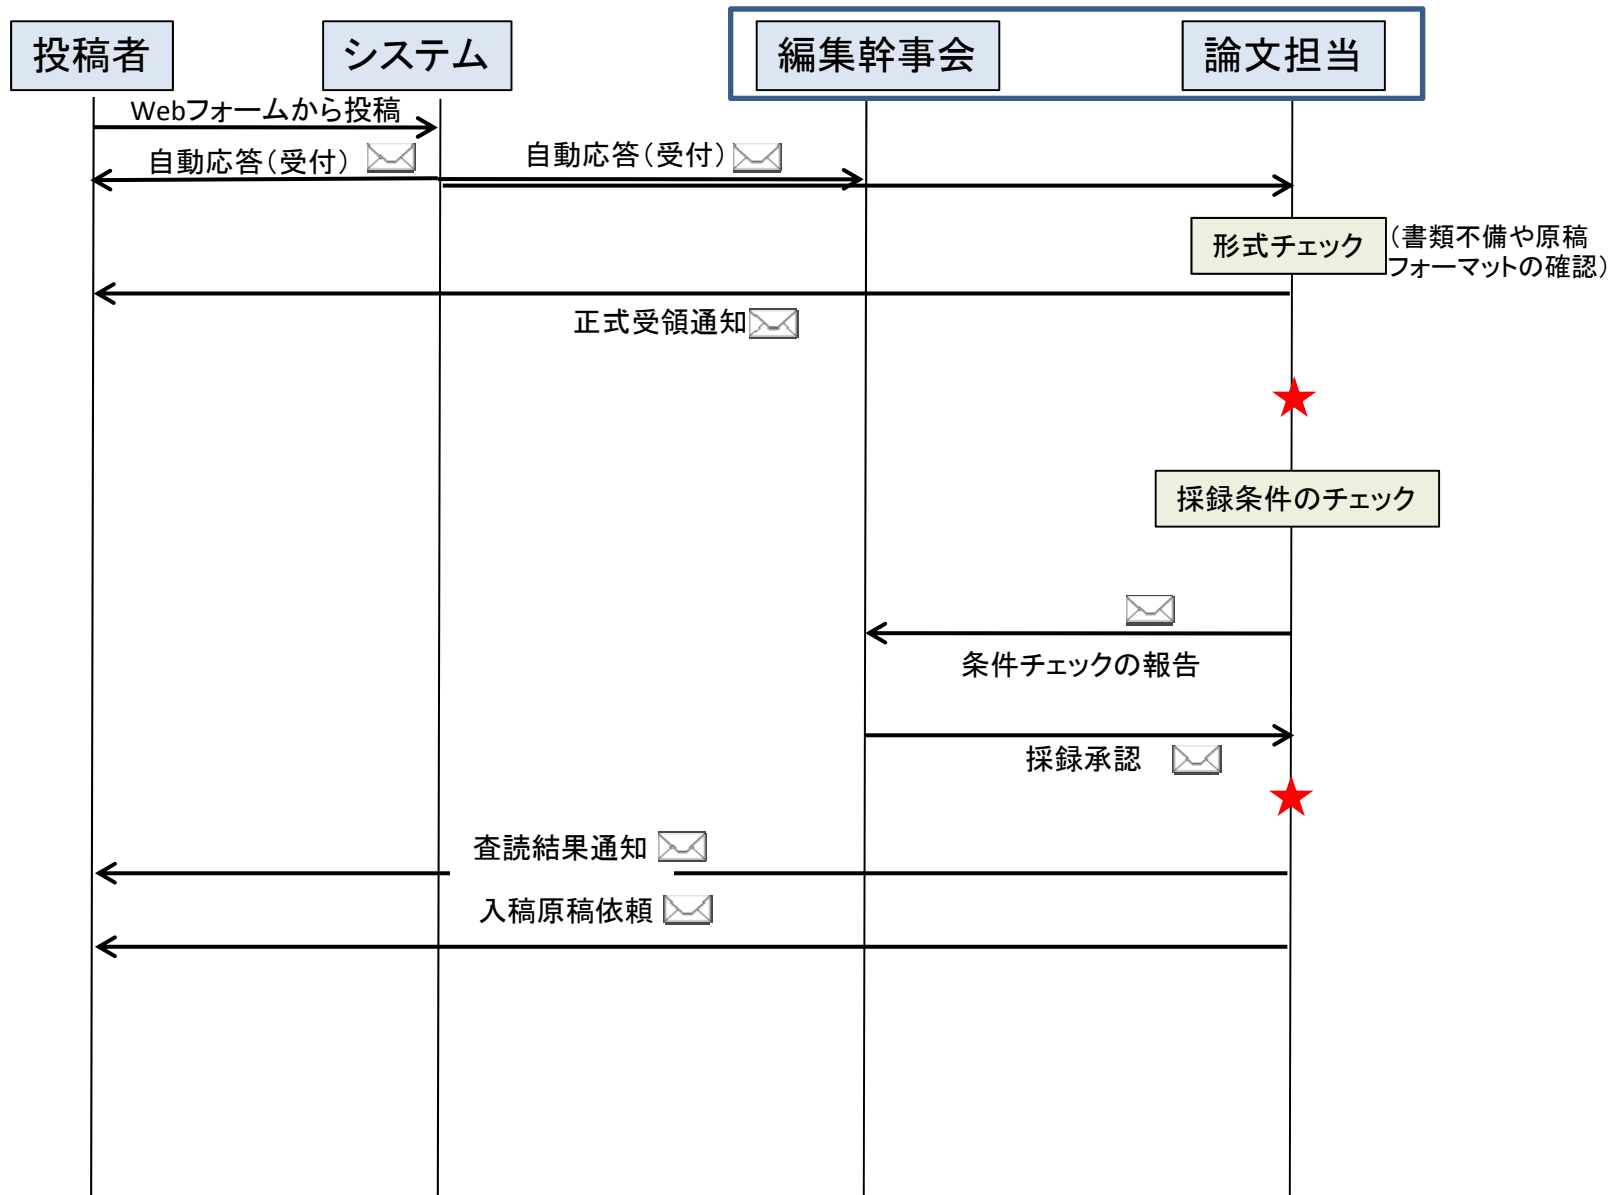 投稿者
システム
編集幹事会
論文担当
Webフォームから投稿
自動応答（受付）
自動応答（受付）
形式チェック
（書類不備や原稿
フォーマットの確認）
正式受領通知
採録条件のチェック
条件チェックの報告
採録承認
査読結果通知
入稿原稿依頼